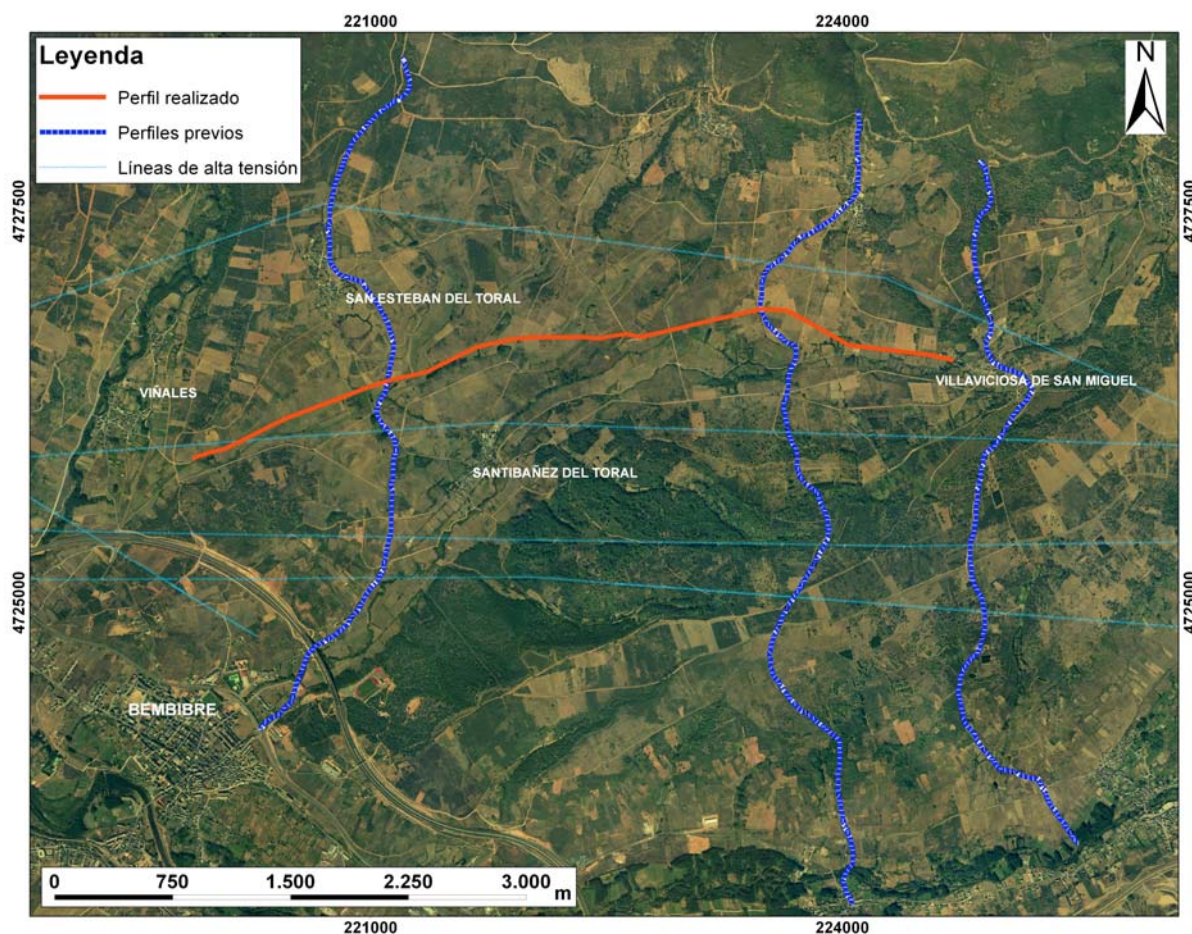 221000
224000
Leyenda
Perfil realizado
Perfiles previos
Líneas de alta tensión
N
4727500
4727500
SAN ESTEBAN DEL TORAL
VIÑALES
VILLAVICIOSA DE SAN MIGUEL
SANTIBAÑEZ DEL TORAL
4725000
4725000
BEMBIBRE
0 750 1.500 2.250 3.000
m
221000
224000